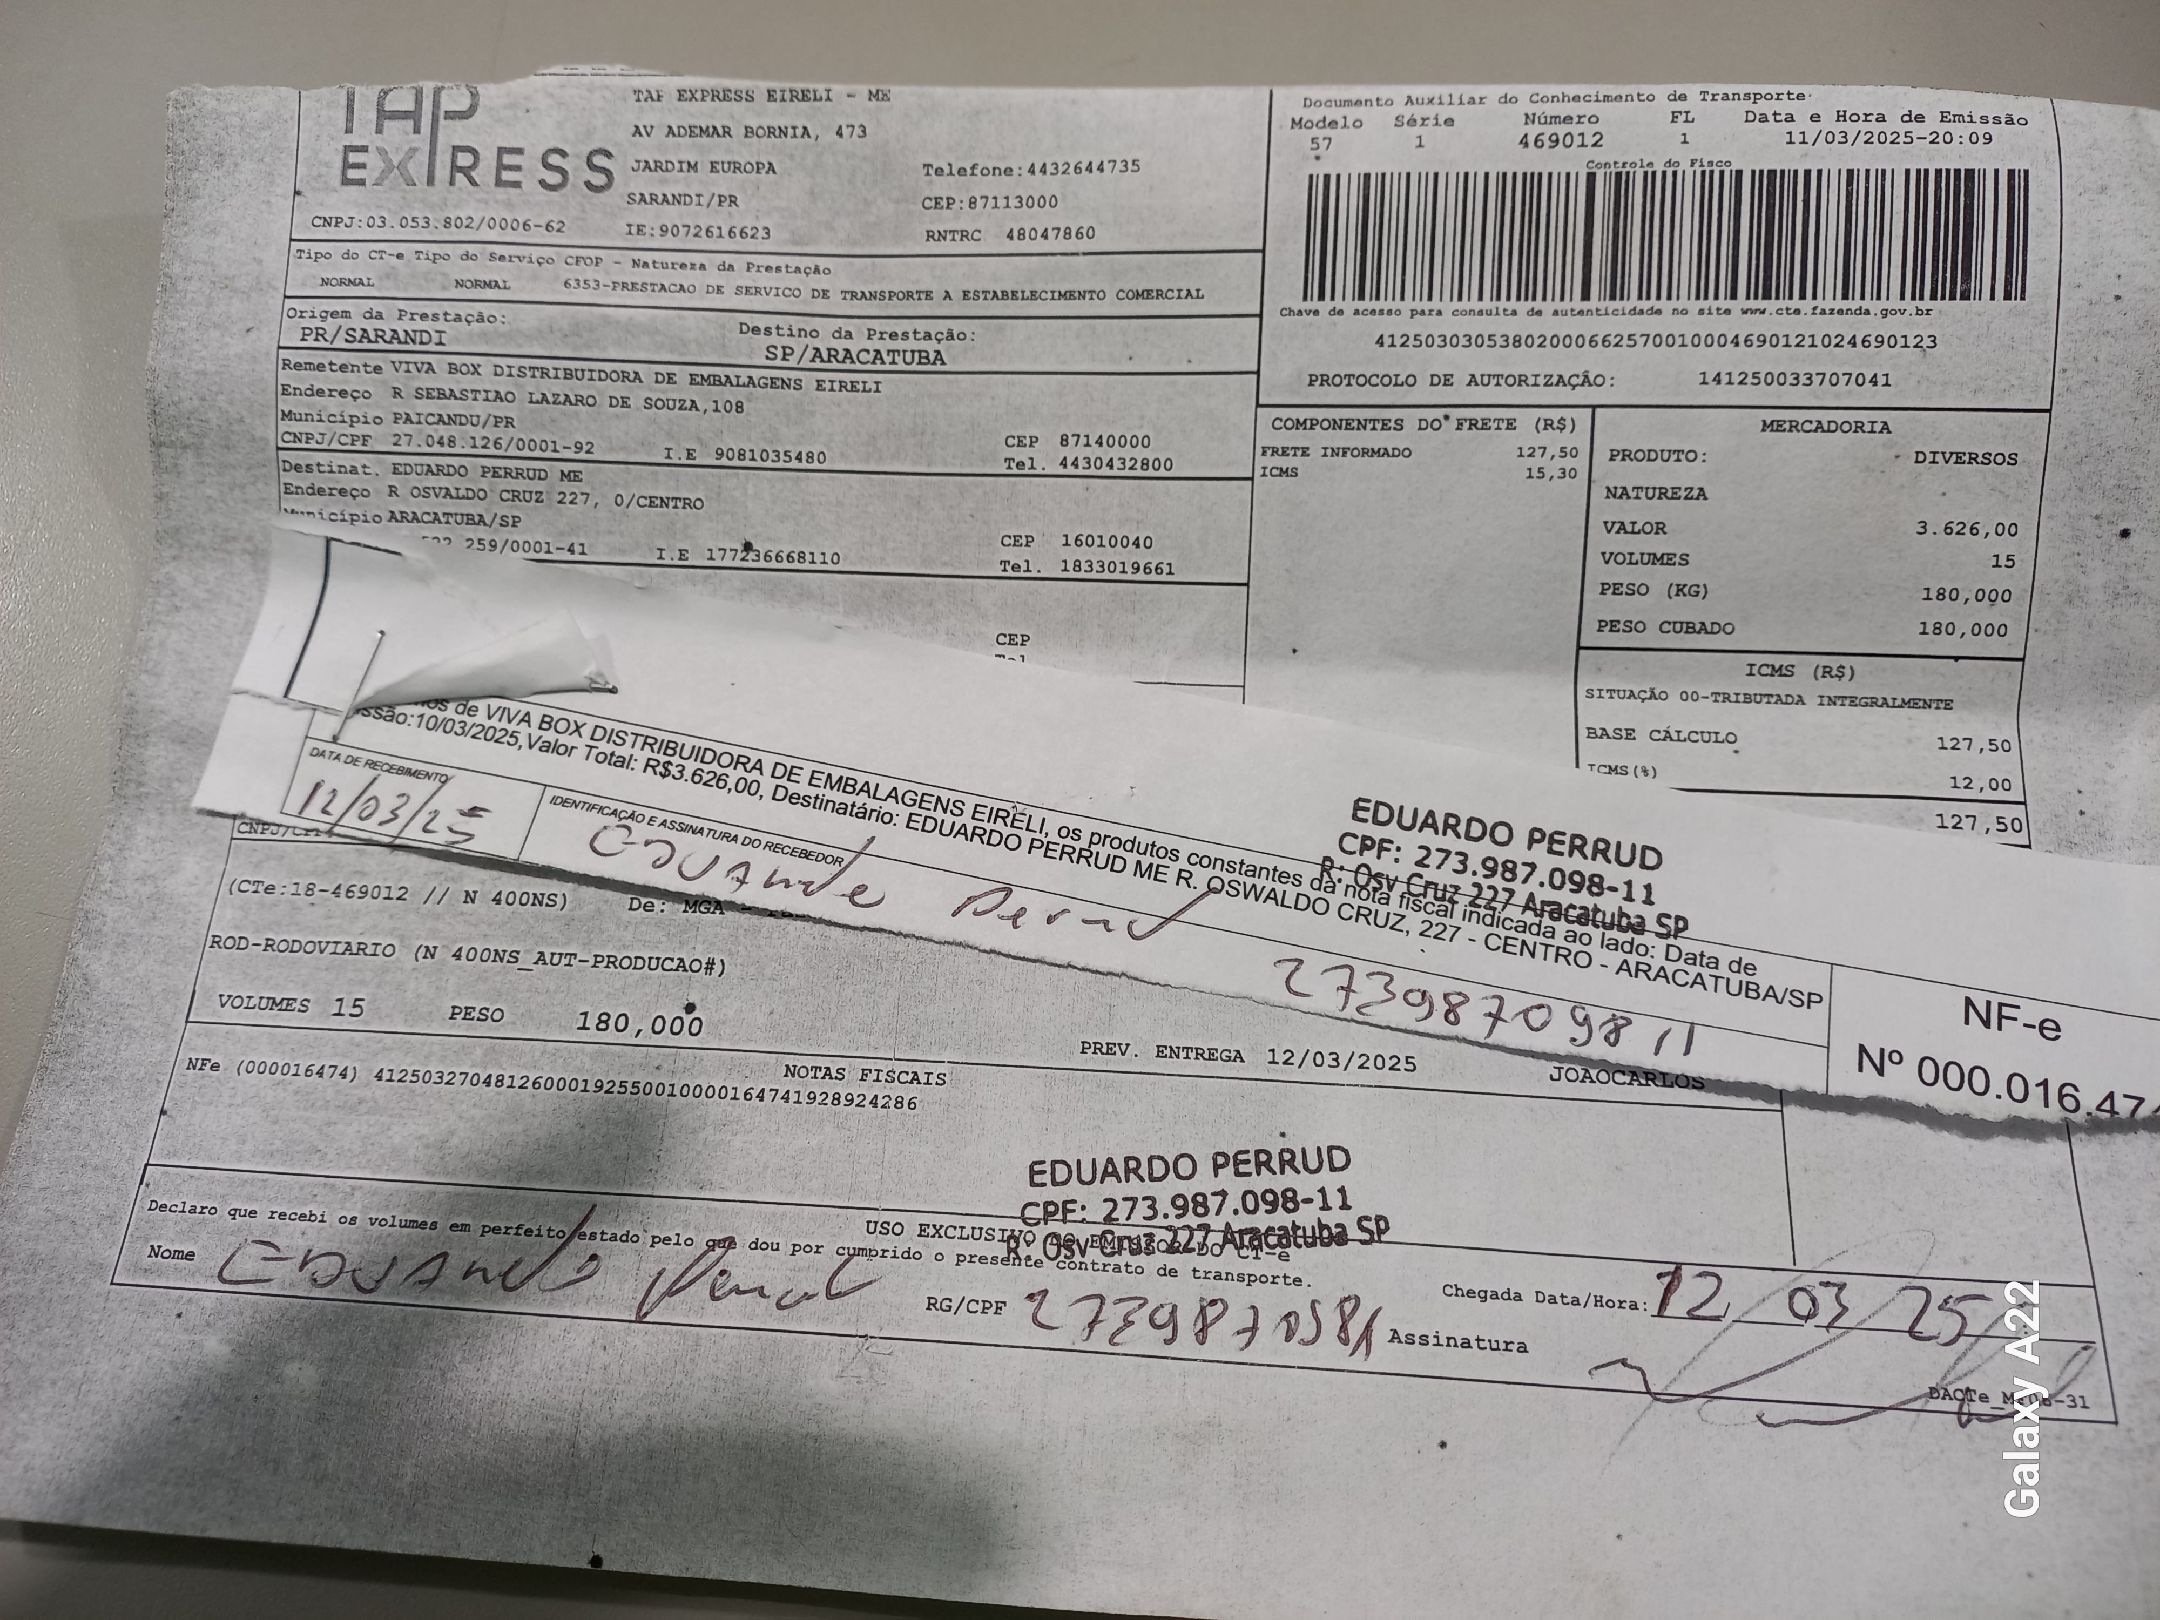 TAP EXPRESS
TAP EXPRESS EIRELI - ME
AV ADEMAR BORNIA, 473
JARDIM EUROPA Telefone:4432644735
SARANDI/PR CEP:87113000
CNPJ:03.053.802/0006-62 IE:9072616623 RNTRC 48047860
Tipo do CT-e Tipo do Serviço CFOP - Natureza da Prestação
NORMAL NORMAL 6353-PRESTACAO DE SERVICO DE TRANSPORTE A ESTABELECIMENTO COMERCIAL
Origem da Prestação: Destino da Prestação:
PR/SARANDI SP/ARACATUBA
Remetente VIVA BOX DISTRIBUIDORA DE EMBALAGENS EIRELI
Endereço R SEBASTIAO LAZARO DE SOUZA,108
Município PAICANDU/PR CEP 87140000
CNPJ/CPF 27.048.126/0001-92 I.E 9081035480 Tel. 4430432800
Destinat. EDUARDO PERRUD ME
Endereço R OSVALDO CRUZ 227, 0/CENTRO
Município ARACATUBA/SP CEP 16010040
259/0001-41 I.E 177236668110 Tel. 1833019661
CEP
Documento Auxiliar do Conhecimento de Transporte
Modelo Série Número FL Data e Hora de Emissão
57 1 469012 1 11/03/2025-20:09
Controle do Fisco
Chave de acesso para consulta de autenticidade no site www.cte.fazenda.gov.br
41250303053802000662570010004690121024690123
PROTOCOLO DE AUTORIZAÇÃO: 141250033707041
COMPONENTES DO FRETE (R$)
FRETE INFORMADO 127,50
ICMS 15,30
MERCADORIA
PRODUTO: DIVERSOS
NATUREZA
VALOR 3.626,00
VOLUMES 15
PESO (KG) 180,000
PESO CUBADO 180,000
ICMS (R$)
SITUAÇÃO 00-TRIBUTADA INTEGRALMENTE
BASE CÁLCULO 127,50
ICMS(%) 12,00
127,50
de VIVA BOX DISTRIBUIDORA DE EMBALAGENS EIRELI, os produtos constantes da nota fiscal indicada ao lado: Data de
ssão:10/03/2025,Valor Total: R$3.626,00, Destinatário: EDUARDO PERRUD ME R. OSWALDO CRUZ, 227 - CENTRO - ARACATUBA/SP
DATA DE RECEBIMENTO
12/03/25
IDENTIFICAÇÃO E ASSINATURA DO RECEBEDOR
EDUARDO Perrud
27398709811
EDUARDO PERRUD
CPF: 273.987.098-11
R: Osv Cruz 227 Aracatuba SP
NF-e
Nº 000.016.474
CNPJ/CPF
(CTe:18-469012 // N 400NS) De: MGA -
ROD-RODOVIARIO (N 400NS_AUT-PRODUCAO#)
VOLUMES 15 PESO 180,000
PREV. ENTREGA 12/03/2025 JOAOCARLOS
NOTAS FISCAIS
NFe (000016474) 41250327048126000192550010000164741928924286
EDUARDO PERRUD
CPF: 273.987.098-11
R: Osv Cruz 227 Aracatuba SP
USO EXCLUSIVO DO EMISSOR DO CT-e
Declaro que recebi os volumes em perfeito estado pelo que dou por cumprido o presente contrato de transporte.
Nome EDUARDO Perrud
RG/CPF
Chegada Data/Hora: 12 03 25
Assinatura
Galaxy A22